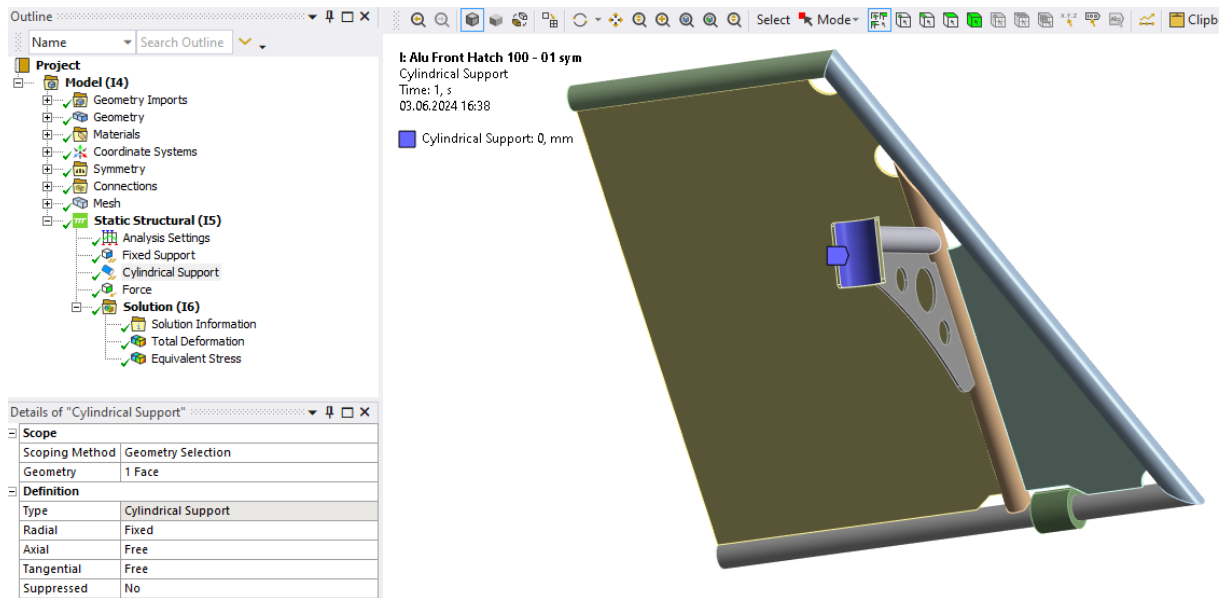 Outline
Name
Search Outline
Project
Model (I4)
Geometry Imports
Geometry
Materials
Coordinate Systems
Symmetry
Connections
Mesh
Static Structural (I5)
Analysis Settings
Fixed Support
Cylindrical Support
Force
Solution (I6)
Solution Information
Total Deformation
Equivalent Stress
Details of "Cylindrical Support"
Scope
Scoping Method Geometry Selection
Geometry 1 Face
Definition
Type Cylindrical Support
Radial Fixed
Axial Free
Tangential Free
Suppressed No
Select Mode Clipb
I: Alu Front Hatch 100 - 01 sym
Cylindrical Support
Time: 1, s
03.06.2024 16:38
Cylindrical Support: 0, mm